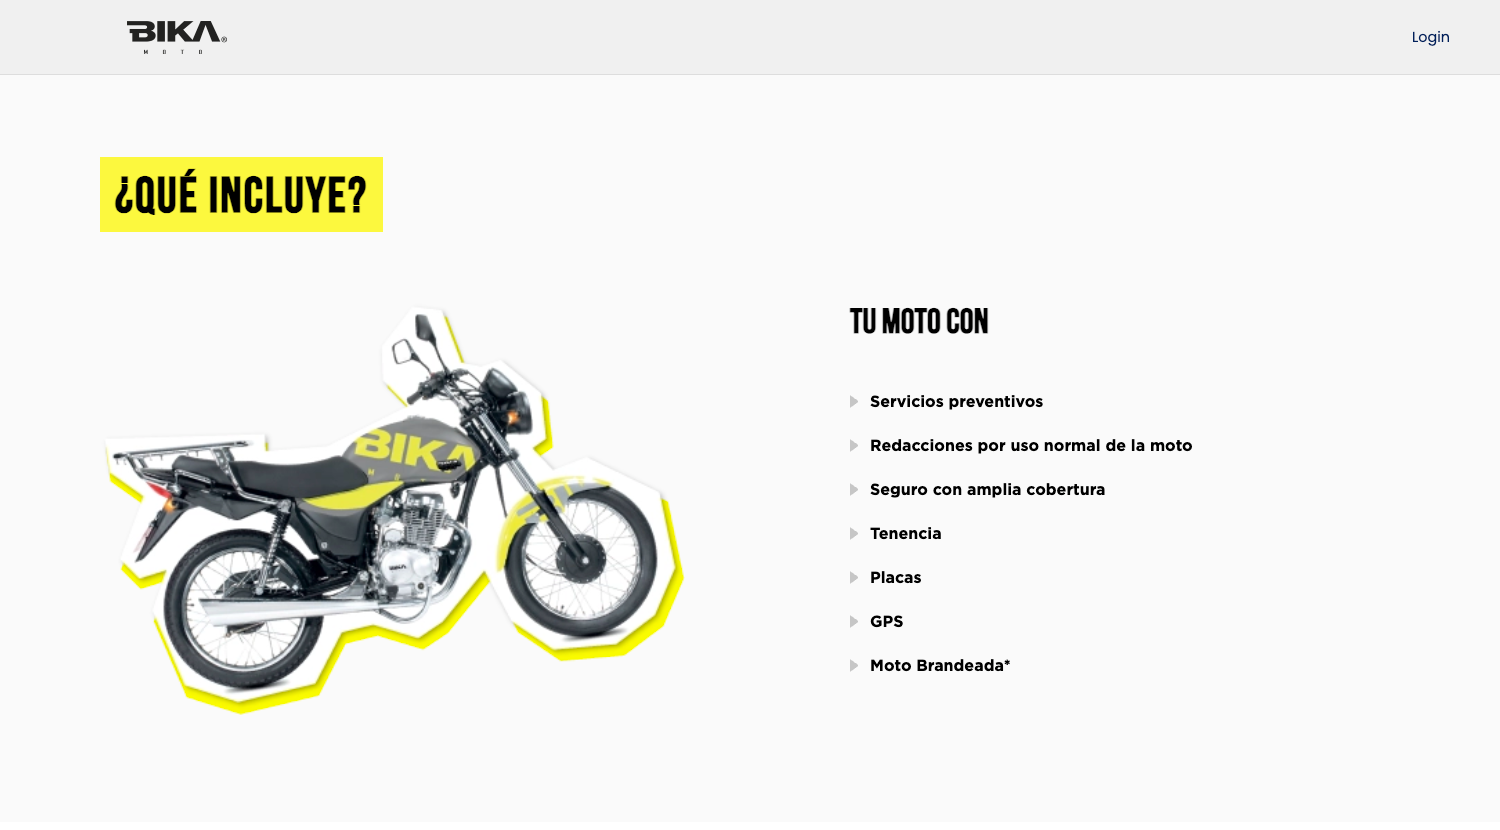 BIKA®
MOTO
Login
¿QUÉ INCLUYE?
TU MOTO CON
Servicios preventivos
Redacciones por uso normal de la moto
Seguro con amplia cobertura
Tenencia
Placas
GPS
Moto Brandeada*
BIKA
BIKA